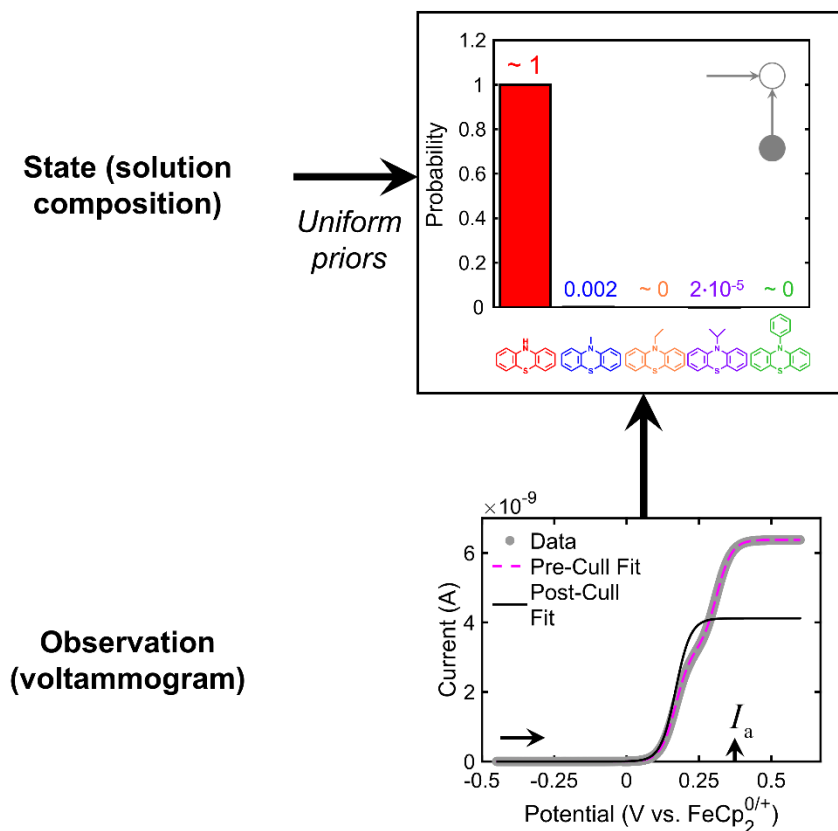 State (solution
composition)
Uniform
priors
Probability
1.2
1
0.8
0.6
0.4
0.2
0
~ 1
0.002
~ 0
2·10⁻⁵
~ 0
H
N
S
N
S
N
S
N
S
N
S
Observation
(voltammogram)
×10⁻⁹
Current (A)
6
4
2
0
Data
Pre-Cull Fit
Post-Cull
Fit
Iₐ
-0.5
-0.25
0
0.25
0.5
Potential (V vs. FeCp₂⁰ᐟ⁺)